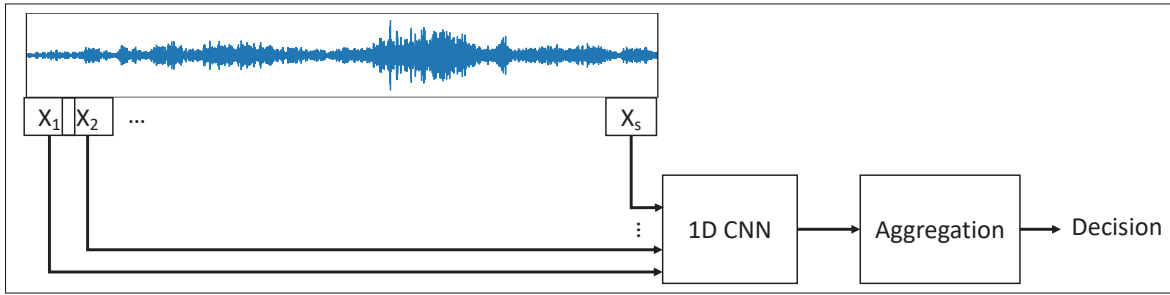 X₁ X₂ ... Xₛ
⋮
1D CNN
Aggregation
Decision